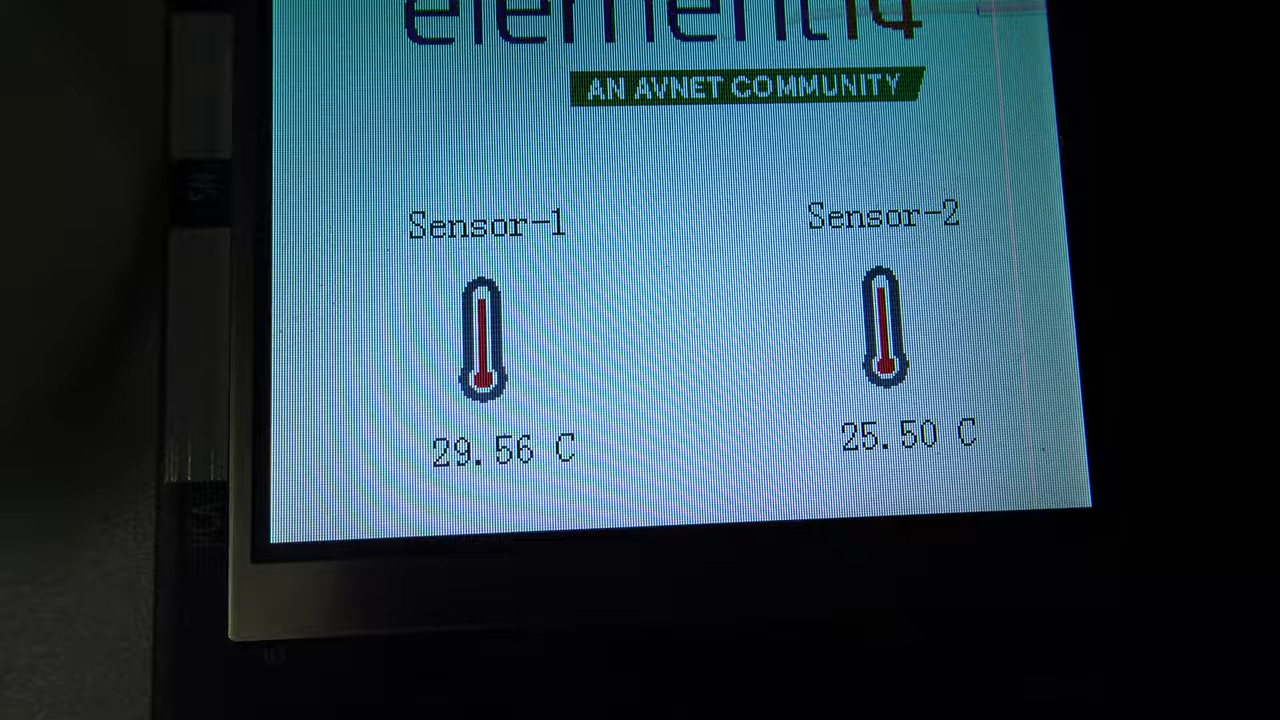 element14
AN AVNET COMMUNITY
Sensor-1
Sensor-2
29.56 C
25.50 C